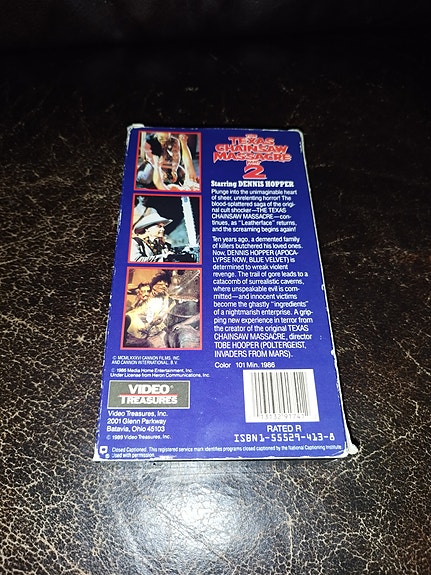 THE
TEXAS
CHAINSAW
MASSACRE
PART
2
Starring DENNIS HOPPER
Plunge into the unimaginable heart
of sheer, unrelenting horror! The
blood-splattered saga of the origi-
nal cult shocker—THE TEXAS
CHAINSAW MASSACRE—con-
tinues, as "Leatherface" returns,
and the screaming begins again!
Ten years ago, a demented family
of killers butchered his loved ones.
Now, DENNIS HOPPER (APOCA-
LYPSE NOW, BLUE VELVET) is
determined to wreak violent
revenge. The trail of gore leads to a
catacomb of surrealistic caverns,
where unspeakable evil is com-
mitted—and innocent victims
become the ghastly "ingredients"
of a nightmarish enterprise. A grip-
ping new experience in terror from
the creator of the original TEXAS
CHAINSAW MASSACRE, director
TOBE HOOPER (POLTERGEIST,
INVADERS FROM MARS).
Color 101 Min. 1986
© MCMLXXXVI CANNON FILMS, INC.
AND CANNON INTERNATIONAL, B.V.
© 1986 Media Home Entertainment, Inc.
Under License from Heron Communications, Inc.
VIDEO
TREASURES
Video Treasures, Inc.
2001 Glenn Parkway
Batavia, Ohio 45103
© 1989 Video Treasures, Inc.
RATED R
ISBN 1-55529-413-8
Closed Captioned. This registered service mark identifies programs closed captioned by the National Captioning Institute.
Used with permission.